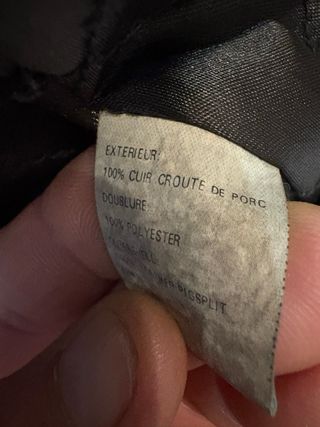 EXTERIEUR:
100% CUIR CROUTE DE PORC
DOUBLURE:
100% POLYESTER
PIGSPLIT